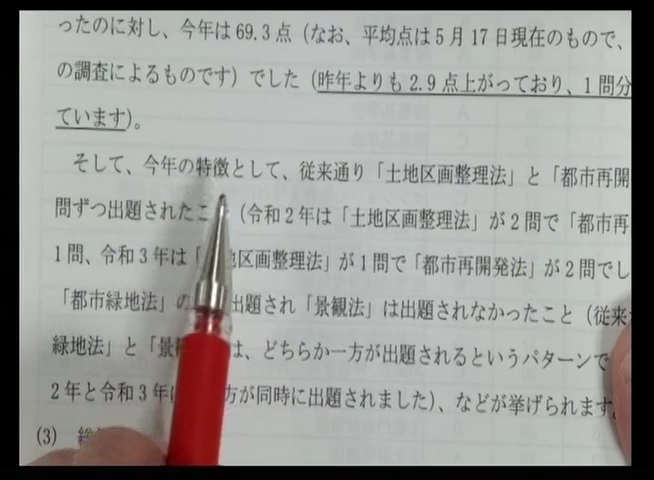 ったのに対し、今年は69.3点（なお、平均点は5月17日現在のもので、
の調査によるものです）でした（昨年よりも2.9点上がっており、1問分
ています）。
そして、今年の特徴として、従来通り「土地区画整理法」と「都市再開
問ずつ出題されたこ （令和2年は「土地区画整理法」が2問で「都市再
1問、令和3年は「 地区画整理法」が1問で「都市再開発法」が2問でし
「都市緑地法」の 出題され「景観法」は出題されなかったこと（従来
緑地法」と「景 は、どちらか一方が出題されるというパターンで
2年と令和3年 方が同時に出題されました）、などが挙げられます
(3)